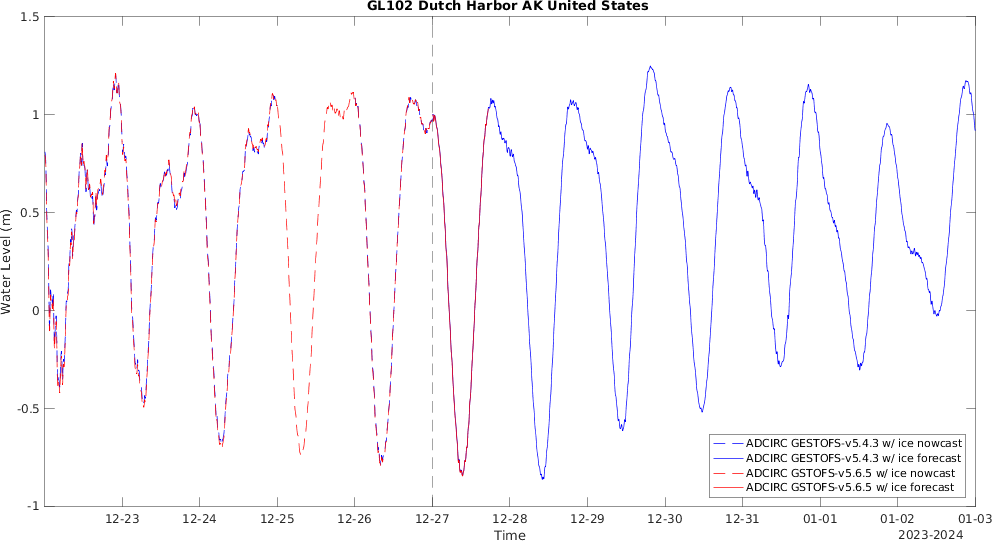 GL102 Dutch Harbor AK United States
1.5
1
0.5
0
-0.5
-1
Water Level (m)
12-23 12-24 12-25 12-26 12-27 12-28 12-29 12-30 12-31 01-01 01-02 01-03
Time
2023-2024
ADCIRC GESTOFS-v5.4.3 w/ ice nowcast
ADCIRC GESTOFS-v5.4.3 w/ ice forecast
ADCIRC GSTOFS-v5.6.5 w/ ice nowcast
ADCIRC GSTOFS-v5.6.5 w/ ice forecast